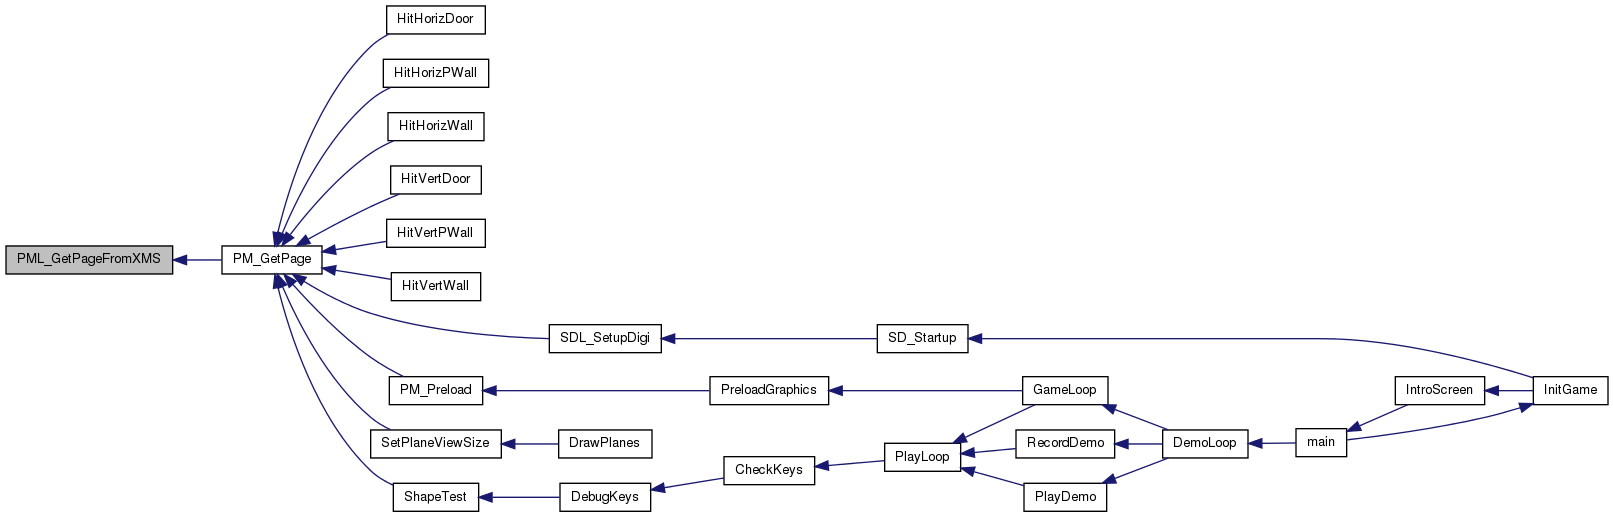 HitHorizDoor
HitHorizPWall
HitHorizWall
HitVertDoor
HitVertPWall
PML_GetPageFromXMS
PM_GetPage
HitVertWall
SDL_SetupDigi
SD_Startup
PM_Preload
PreloadGraphics
GameLoop
IntroScreen
InitGame
SetPlaneViewSize
DrawPlanes
PlayLoop
RecordDemo
DemoLoop
main
CheckKeys
ShapeTest
DebugKeys
PlayDemo